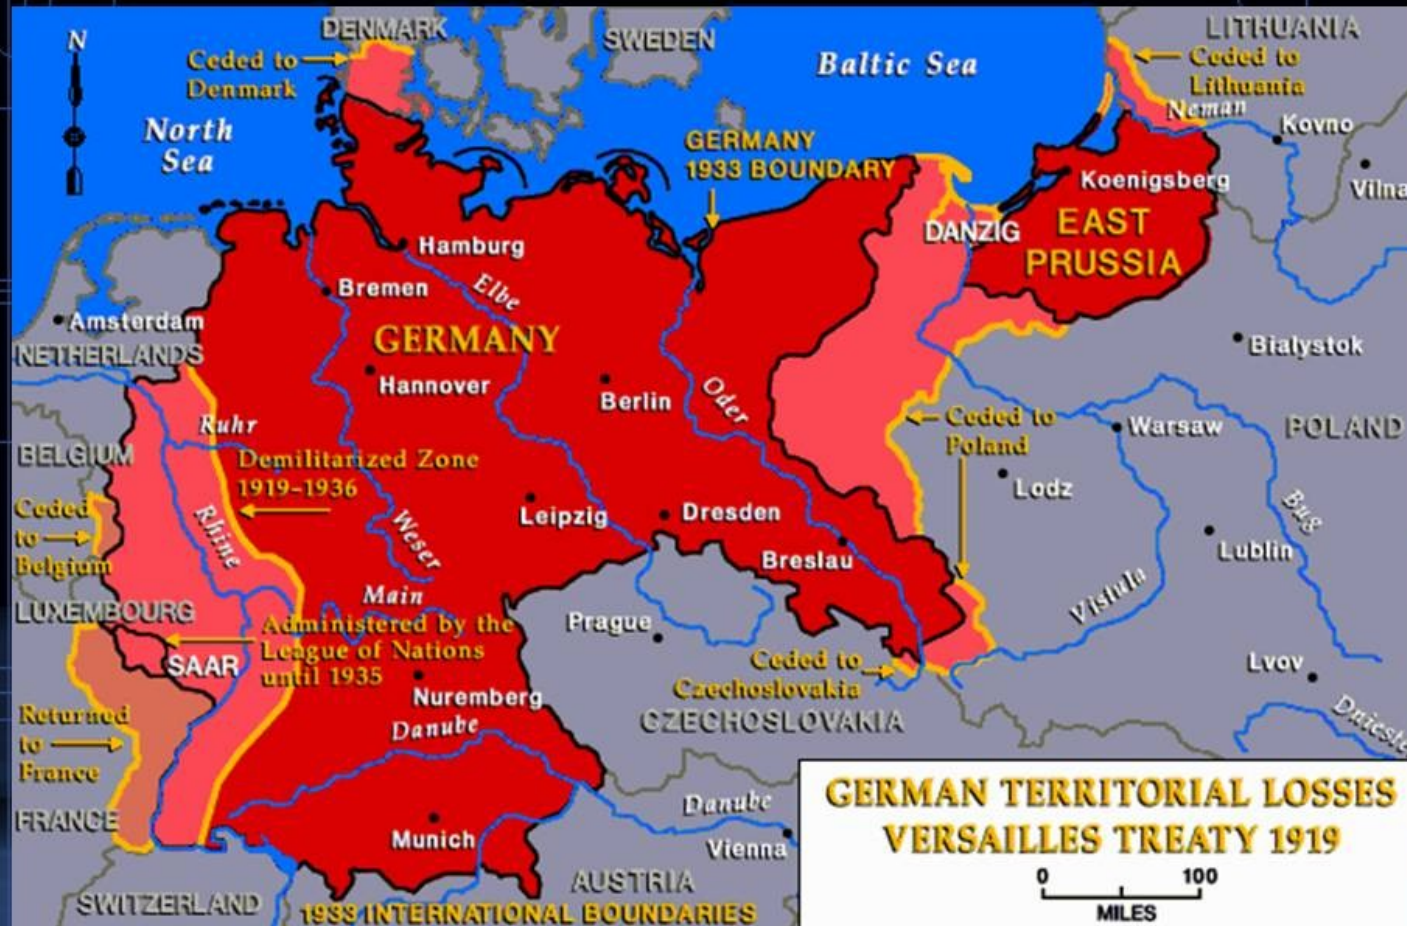 N
DENMARK
SWEDEN
LITHUANIA
Ceded to
Denmark
Baltic Sea
Ceded to
Lithuania
Neman
North
Sea
Kovno
GERMANY
1933 BOUNDARY
Vilna
Koenigsberg
DANZIG
EAST
PRUSSIA
Hamburg
Elbe
Bremen
Amsterdam
NETHERLANDS
GERMANY
Bialystok
Hannover
Berlin
Oder
Ruhr
Ceded to
Poland
Warsaw
POLAND
BELGIUM
Demilitarized Zone
1919-1936
Lodz
Bug
Ceded
to
Belgium
Rhine
Weser
Leipzig
Dresden
Breslau
Lublin
LUXEMBOURG
Main
Vistula
Administered by the
League of Nations
until 1935
SAAR
Prague
Ceded to
Czechoslovakia
Lvov
Nuremberg
CZECHOSLOVAKIA
Danube
Returned
to
France
FRANCE
Munich
Danube
Vienna
SWITZERLAND
AUSTRIA
1933 INTERNATIONAL BOUNDARIES
GERMAN TERRITORIAL LOSSES
VERSAILLES TREATY 1919
0 100
MILES